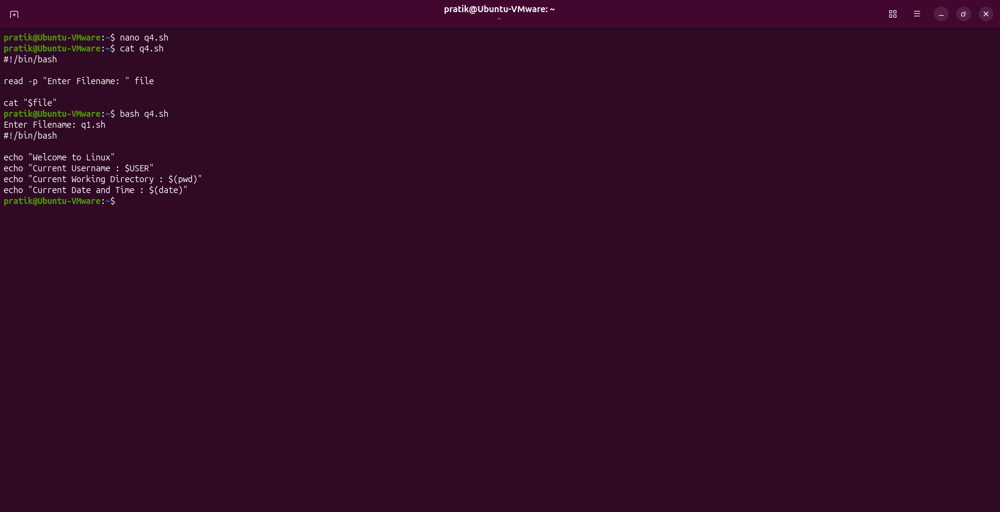 pratik@Ubuntu-VMware: ~
~
pratik@Ubuntu-VMware:~$ nano q4.sh
pratik@Ubuntu-VMware:~$ cat q4.sh
#!/bin/bash
read -p "Enter Filename: " file
cat "$file"
pratik@Ubuntu-VMware:~$ bash q4.sh
Enter Filename: q1.sh
#!/bin/bash
echo "Welcome to Linux"
echo "Current Username : $USER"
echo "Current Working Directory : $(pwd)"
echo "Current Date and Time : $(date)"
pratik@Ubuntu-VMware:~$